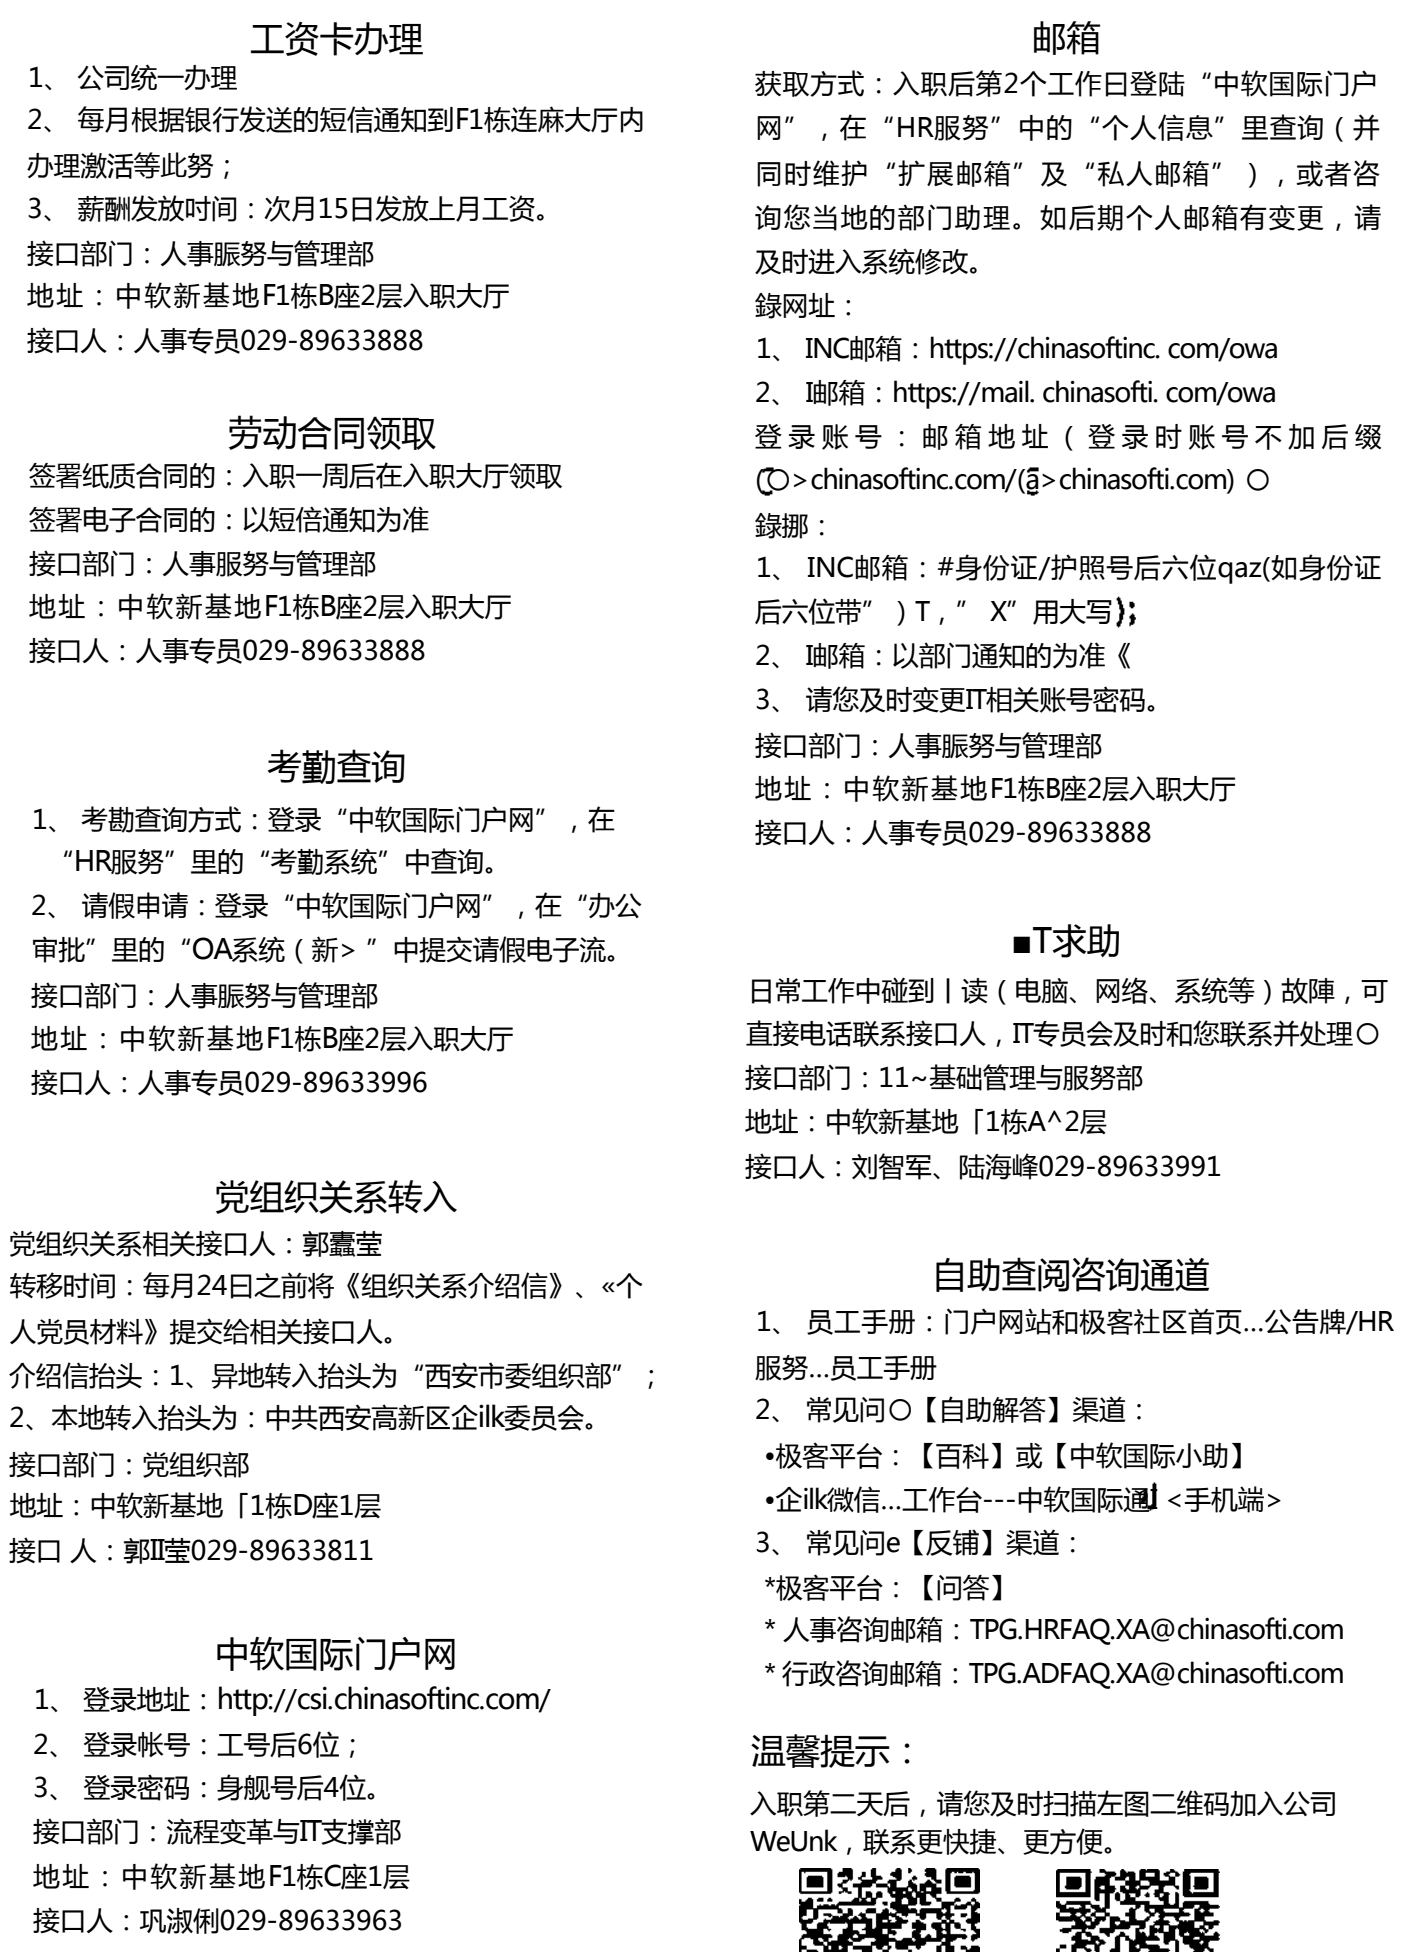 工资卡办理
1、 公司统一办理
2、 每月根据银行发送的短信通知到F1栋连麻大厅内
办理激活等此努；
3、 薪酬发放吋间：次月15日发放上月工资。
接口部门：人事脤努与管理部
地址：中软新基地F1栋B座2层入职大厅
接口人：人事专员029-89633888
劳动合同领取
签署纸质合同的：入职一周后在入职大厅领取
签署电子合同的：以短倍通知为准
接口部门：人事服努与管理部
地址：中软新基地F1栋B座2层入职大厅
接口人：人事专员029-89633888
考勤查询
1、 考勘查询方式：登录“中软国际门户网”，在
“HR服努”里的“考勤系统”中查询。
2、 请假申请：登录“中软国际门户网”，在“办公
审批”里的“OA系统（新> ”中提交请假电子流。
接口部门：人事脤努与管理部
地址：中软新基地F1栋B座2层入职大厅
接口人：人事专员029-89633996
党组织关系转入
党组织关系相关接口人：郭蠹莹
转移时间：每月24曰之前将《组织关系介绍信》、«个
人党员材料》提交给相关接口人。
介绍信抬头：1、异地转入抬头为“西安市委组织部”；
2、本地转入抬头为：中共西安高新区企ilk委员会。
接口部门：党组织部
地址：中软新基地「1栋D座1层
接口 人：郭II莹029-89633811
中软国际门户网
1、 登录地址：http://csi.chinasoftinc.com/
2、 登录帐号：工号后6位；
3、 登录密码：身舰号后4位。
接口部门：流程变革与IT支撑部
地址：中软新基地F1栋C座1层
接口人：巩淑俐029-89633963
邮箱
获取方式：入职后第2个工作曰登陆“中软国际门户
网”，在“HR服努”中的“个人信息”里查询（并
同时维护“扩展邮箱”及“私人邮箱”），或者咨
询您当地的部门助理。如后期个人邮箱有变更，请
及时进入系统修改。
錄网址：
1、 INC邮箱：https://chinasoftinc. com/owa
2、 I邮箱：https://mail. chinasofti. com/owa
登录账号：邮箱地址（登录时账号不加后缀
〇>chinasoftinc.com/(a>chinasofti.com) 〇
錄挪：
1、 INC邮箱：#身份证/护照号后六位qaz(如身份证
后六位带” ）T，” X”用大写);
2、 I邮箱：以部门通知的为准《
3、 请您及时变更IT相关账号密码。
接口部门：人事脤努与管理部
地址：中软新基地F1栋B座2层入职大厅
接口人：人事专员029-89633888
■T求助
日常工作中碰到丨读（电脑、网络、系统等）故陣，可
直接电话联系接口人，IT专员会及时和您联系并处理〇
接口部门：11~基础管理与服努部
地址：中软新基地「1栋A^2层
接口人：刘智军、陆海峰029-89633991
自助查阅咨询通道
1、 员工手册：门户网站和极客社区首页...公告牌/HR
服努...员工手册
2、 常见问〇【自助解答】渠道：
•极客平台：【百科】或【中软国际小助】
•企ilk微信...工作台---中软国际通 <手机端>
3、 常见问e【反铺】渠道：
*极客平台：【问答】
* 人事咨询邮箱：TPG.HRFAQ.XA@chinasofti.com
* 行政咨询邮箱：TPG.ADFAQ.XA@chinasofti.com
温馨提示：
入职第二天后，请您及时扫描左图二维码加入公司
WeUnk，联系更快捷、更方便。